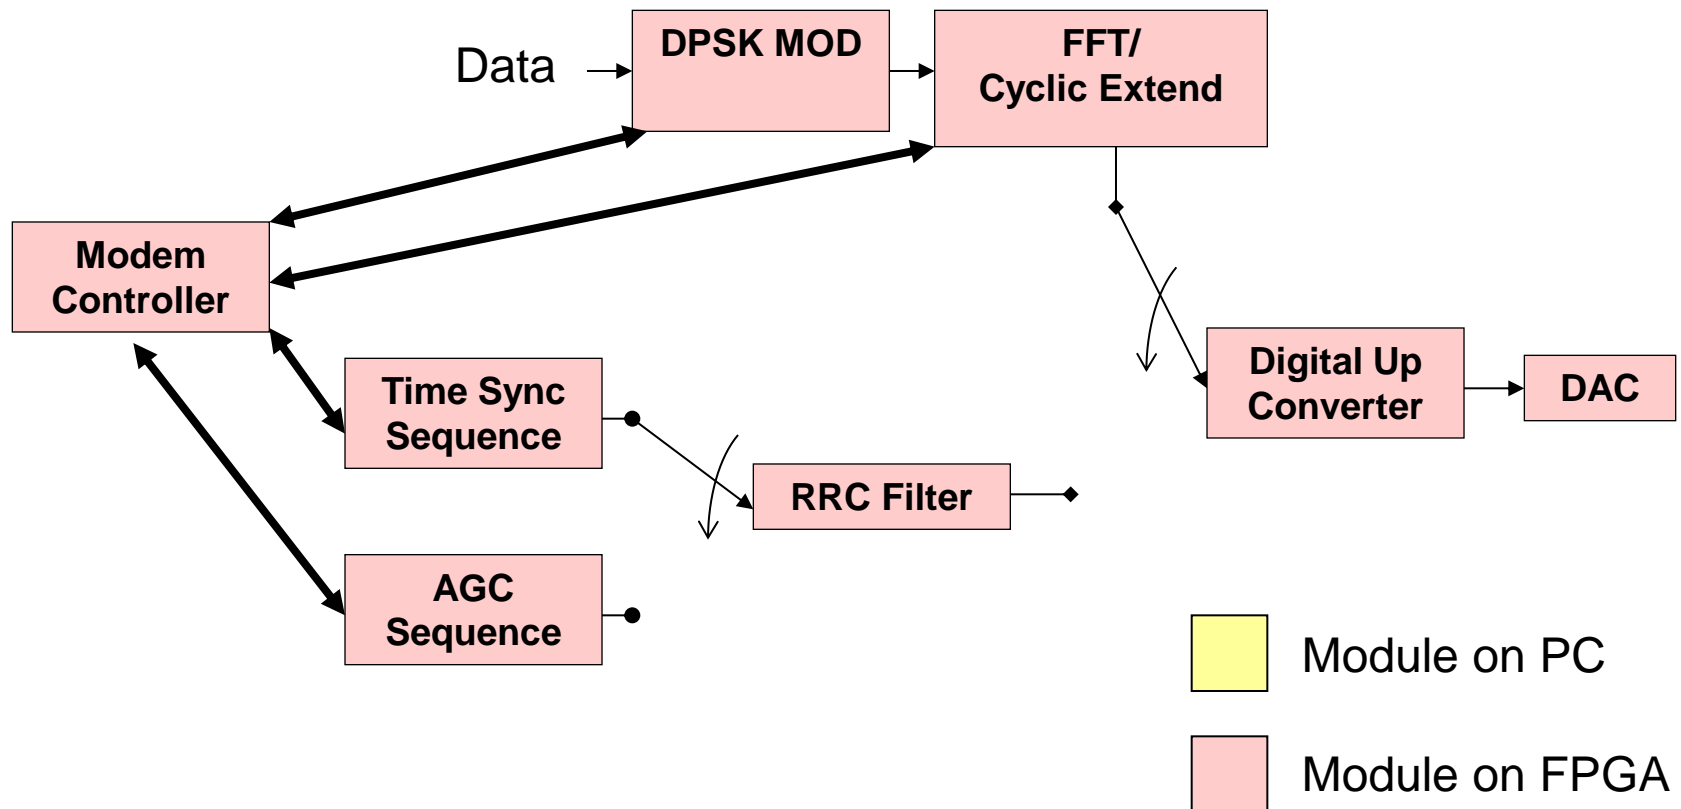 Data
DPSK MOD
FFT/
Cyclic Extend
Modem
Controller
Time Sync
Sequence
Digital Up
Converter
DAC
RRC Filter
AGC
Sequence
Module on PC
Module on FPGA